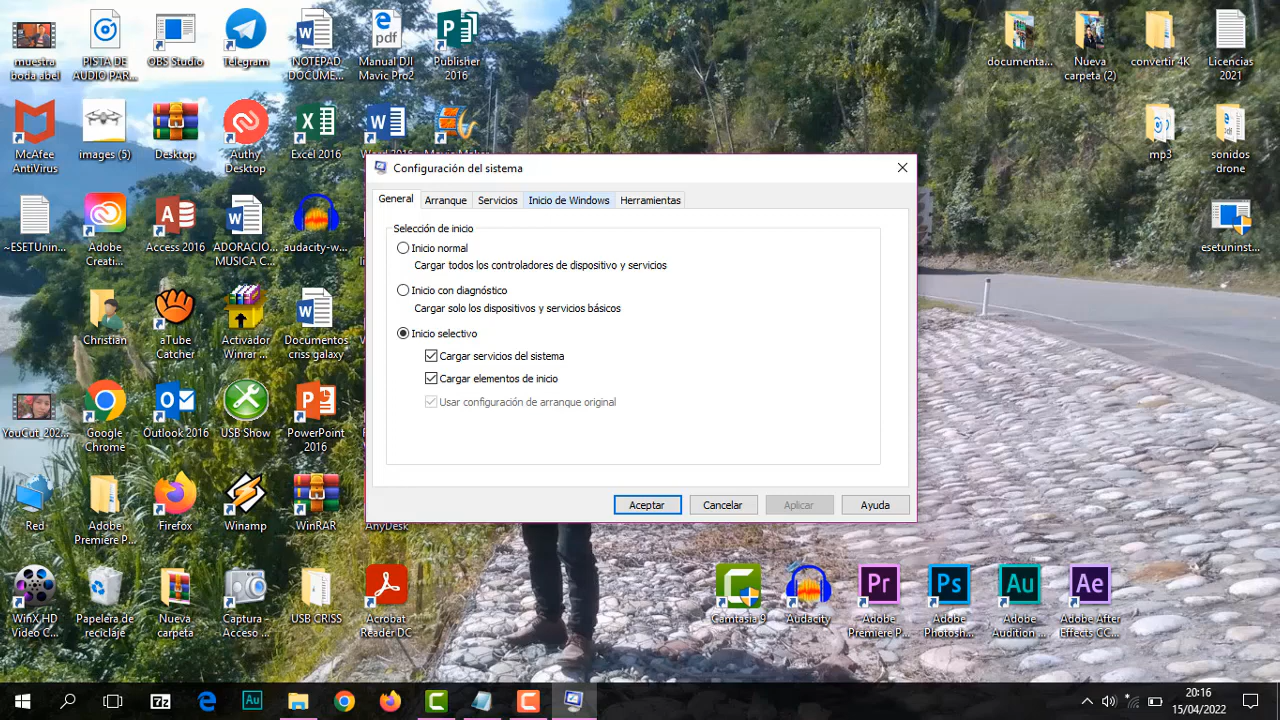 muestra
boda abel
PISTA DE
AUDIO PAR...
OBS Studio
Telegram
NOTEPAD
DOCUME...
Manual DJI
Mavic Pro2
Publisher
2016
documenta...
Nueva
carpeta (2)
convertir 4K
Licencias
2021
McAfee
AntiVirus
images (5)
Desktop
Authy
Desktop
Excel 2016
mp3
sonidos
drone
~ESETUnin...
Adobe
Creati...
Access 2016
ADORACIO...
MUSICA C...
audacity-w...
esetuninst...
Configuración del sistema
General
Arranque
Servicios
Inicio de Windows
Herramientas
Selección de inicio
Inicio normal
Cargar todos los controladores de dispositivo y servicios
Inicio con diagnóstico
Cargar solo los dispositivos y servicios básicos
Inicio selectivo
Cargar servicios del sistema
Cargar elementos de inicio
Usar configuración de arranque original
Aceptar
Cancelar
Aplicar
Ayuda
Christian
aTube
Catcher
Activador
Winrar ...
Documentos
criss galaxy
YouCut_202...
Google
Chrome
Outlook 2016
USB Show
PowerPoint
2016
Red
Adobe
Premiere P...
Firefox
Winamp
WinRAR
AnyDesk
WinX HD
Video C...
Papelera de
reciclaje
Nueva
carpeta
Captura -
Acceso ...
USB CRISS
Acrobat
Reader DC
Camtasia 9
Audacity
Adobe
Premiere P...
Adobe
Photosh...
Adobe
Audition ...
Adobe After
Effects CC...
20:16
15/04/2022